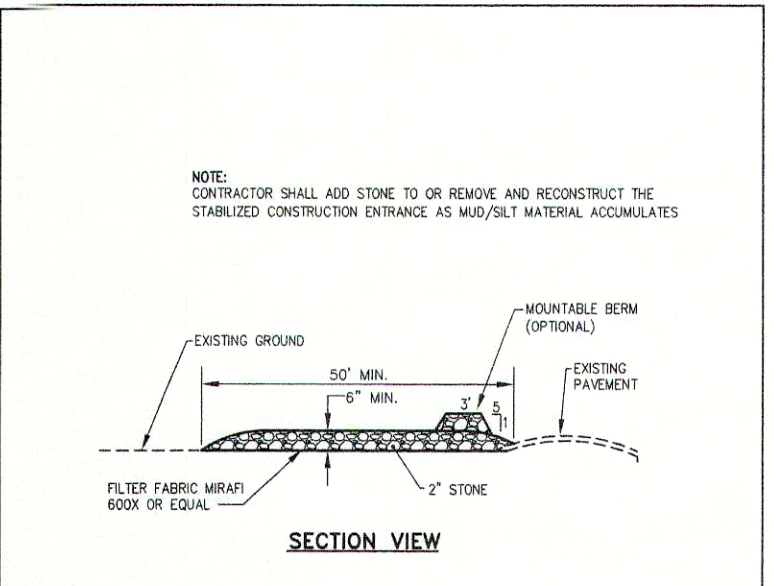 NOTE:
CONTRACTOR SHALL ADD STONE TO OR REMOVE AND RECONSTRUCT THE
STABILIZED CONSTRUCTION ENTRANCE AS MUD/SILT MATERIAL ACCUMULATES
MOUNTABLE BERM
(OPTIONAL)
EXISTING GROUND
EXISTING
PAVEMENT
50' MIN.
6" MIN.
3'
5
1
FILTER FABRIC MIRAFI
600X OR EQUAL
2" STONE
SECTION VIEW